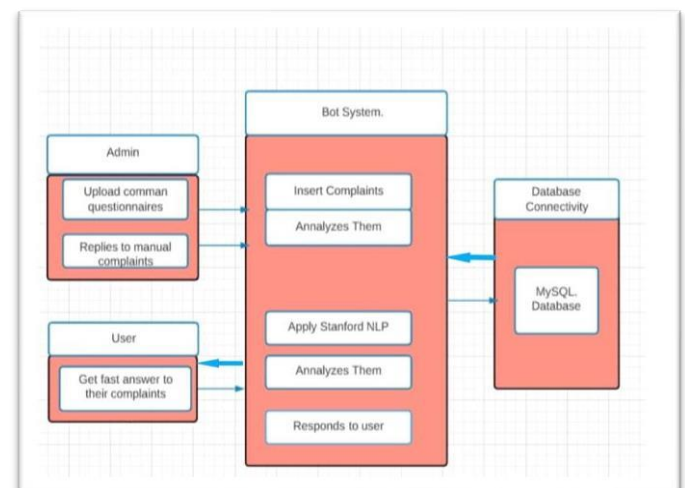 Bot System.
Admin
Upload comman
questionnaires
Replies to manual
complaints
Insert Complaints
Annalyzes Them
Database
Connectivity
MySQL.
Database
User
Get fast answer to
their complaints
Apply Stanford NLP
Annalyzes Them
Responds to user